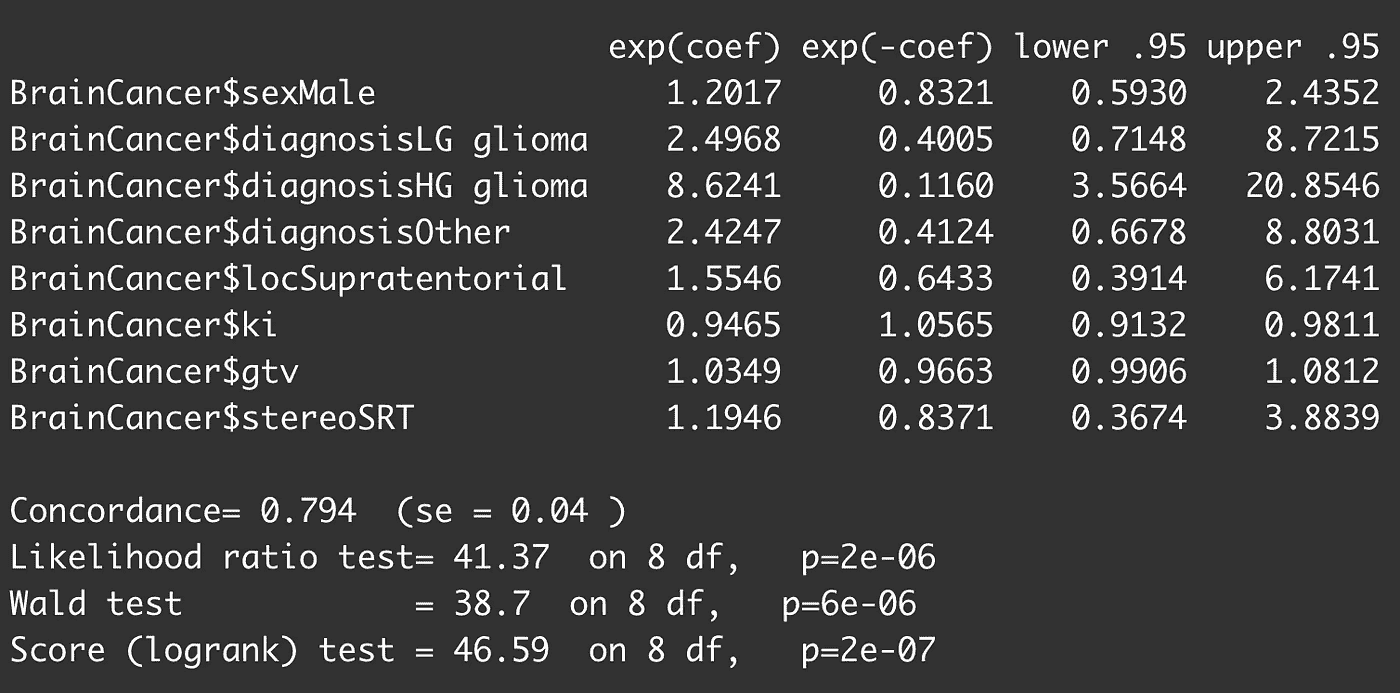 exp(coef) exp(-coef) lower .95 upper .95
BrainCancer$sexMale 1.2017 0.8321 0.5930 2.4352
BrainCancer$diagnosisLG glioma 2.4968 0.4005 0.7148 8.7215
BrainCancer$diagnosisHG glioma 8.6241 0.1160 3.5664 20.8546
BrainCancer$diagnosisOther 2.4247 0.4124 0.6678 8.8031
BrainCancer$locSupratentorial 1.5546 0.6433 0.3914 6.1741
BrainCancer$ki 0.9465 1.0565 0.9132 0.9811
BrainCancer$gtv 1.0349 0.9663 0.9906 1.0812
BrainCancer$stereoSRT 1.1946 0.8371 0.3674 3.8839
Concordance= 0.794 (se = 0.04 )
Likelihood ratio test= 41.37 on 8 df, p=2e-06
Wald test = 38.7 on 8 df, p=6e-06
Score (logrank) test = 46.59 on 8 df, p=2e-07